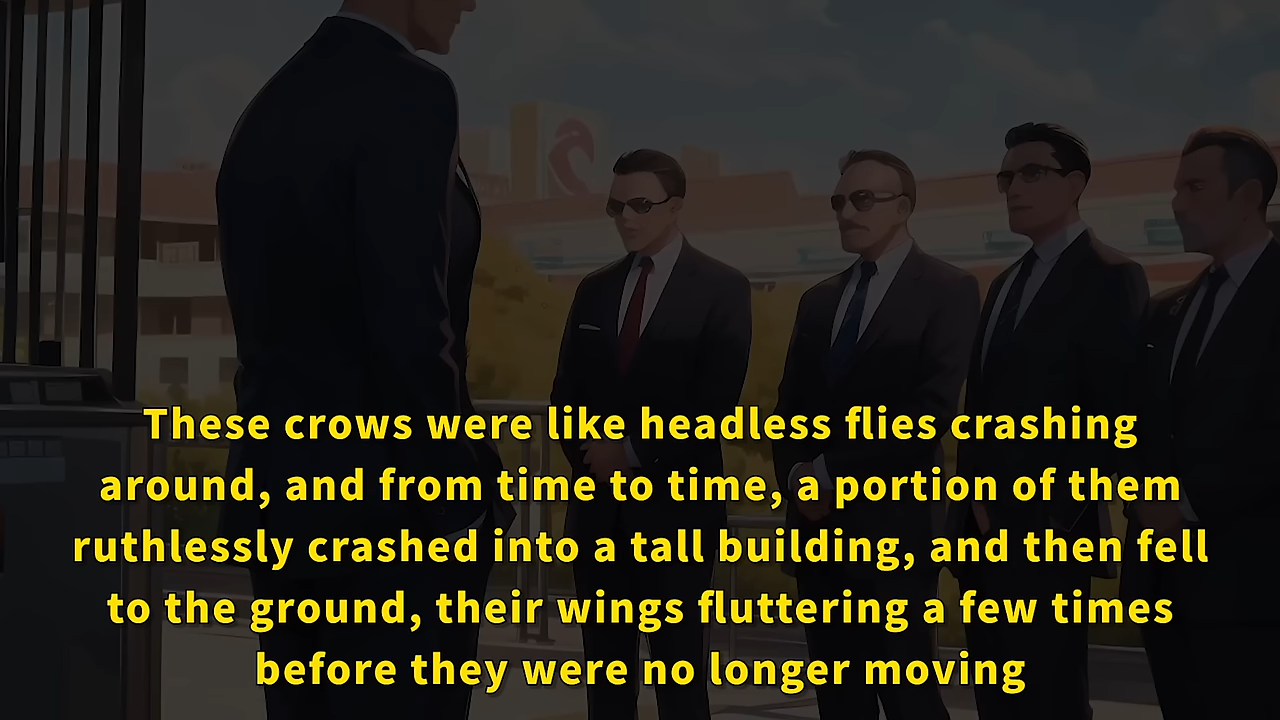 These crows were like headless flies crashing
around, and from time to time, a portion of them
ruthlessly crashed into a tall building, and then fell
to the ground, their wings fluttering a few times
before they were no longer moving